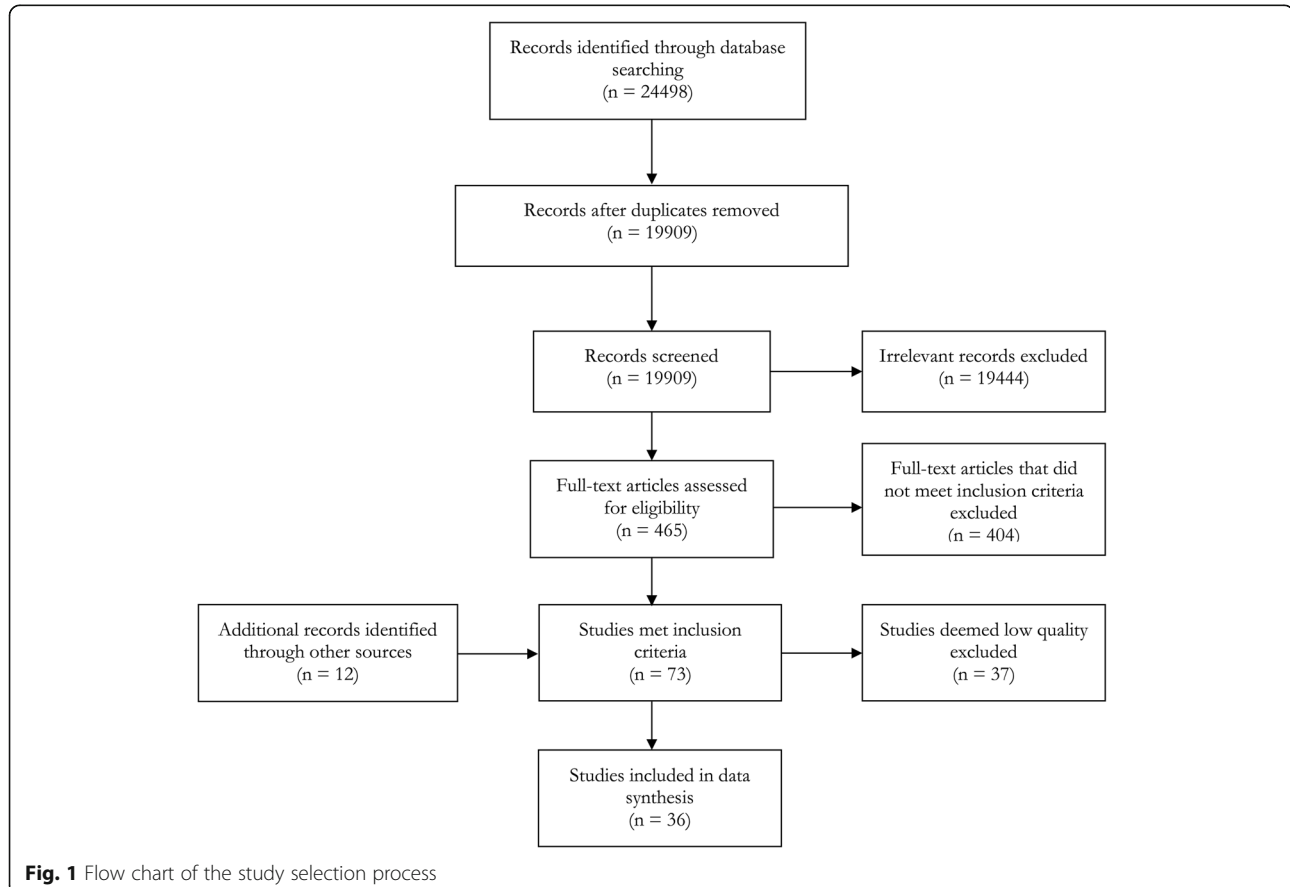 Records identified through database
searching
(n = 24498)
Records after duplicates removed
(n = 19909)
Records screened
(n = 19909)
Irrelevant records excluded
(n = 19444)
Full-text articles assessed
for eligibility
(n = 465)
Full-text articles that did
not meet inclusion criteria
excluded
(n = 404)
Additional records identified
through other sources
(n = 12)
Studies met inclusion
criteria
(n = 73)
Studies deemed low quality
excluded
(n = 37)
Studies included in data
synthesis
(n = 36)
Fig. 1 Flow chart of the study selection process